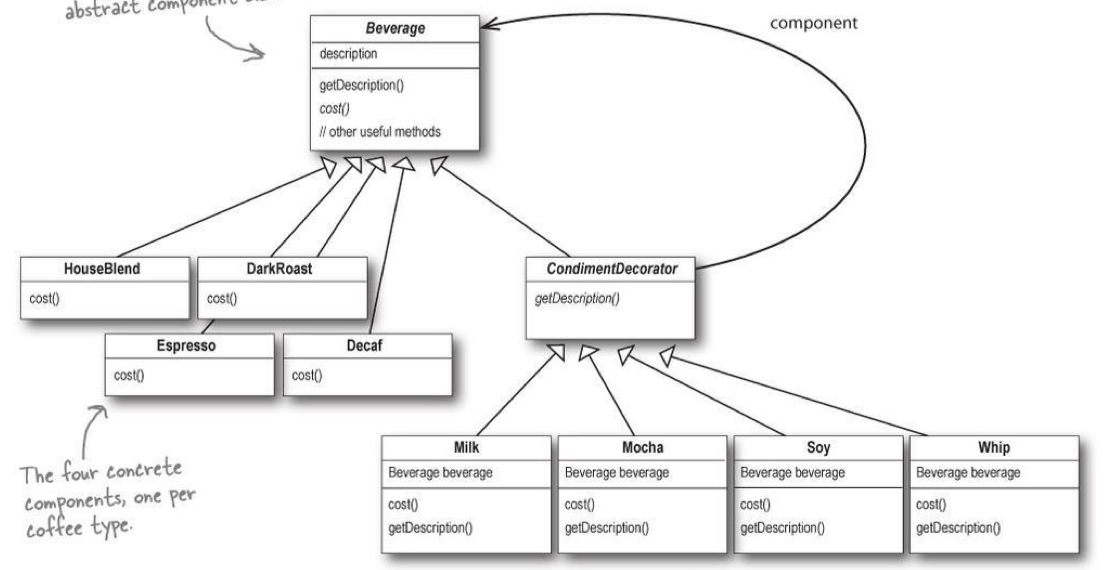 abstract component
Beverage
description
getDescription()
cost()
// other useful methods
component
HouseBlend
cost()
DarkRoast
cost()
Espresso
cost()
Decaf
cost()
CondimentDecorator
getDescription()
The four concrete
components, one per
coffee type.
Milk
Beverage beverage
cost()
getDescription()
Mocha
Beverage beverage
cost()
getDescription()
Soy
Beverage beverage
cost()
getDescription()
Whip
Beverage beverage
cost()
getDescription()